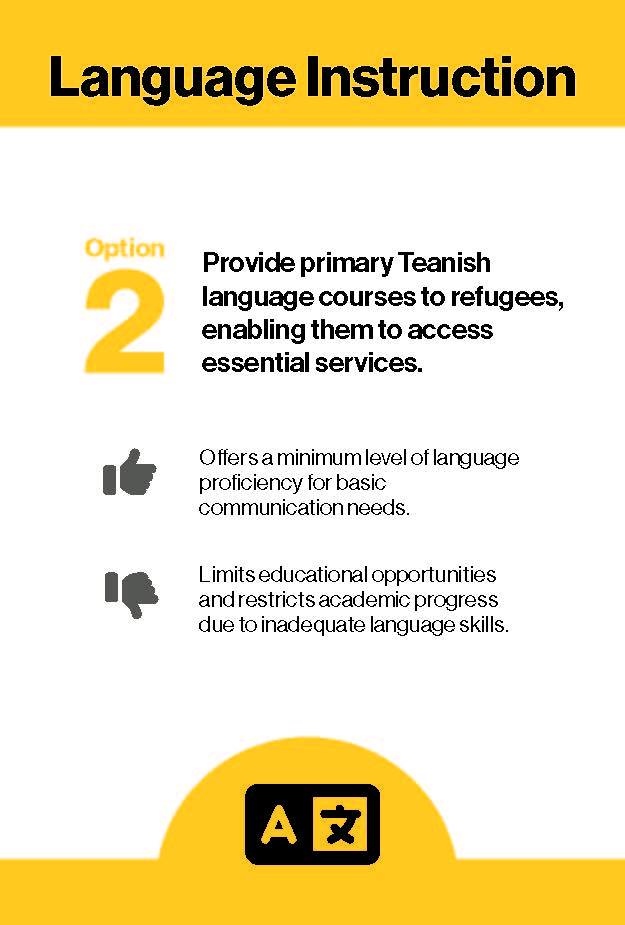 Language Instruction
Option
2
Provide primary Teanish
language courses to refugees,
enabling them to access
essential services.
Offers a minimum level of language
proficiency for basic
communication needs.
Limits educational opportunities
and restricts academic progress
due to inadequate language skills.
A 文